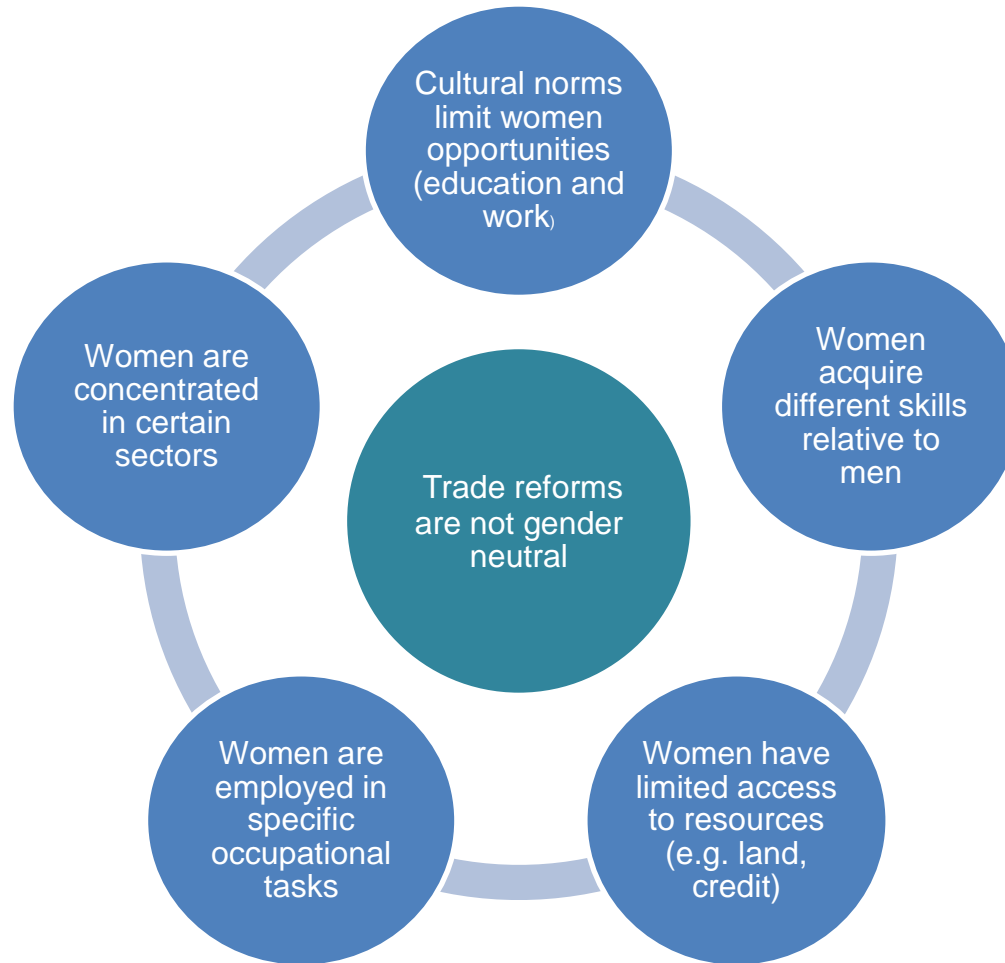 Cultural norms
limit women
opportunities
(education and
work)
Women
acquire
different skills
relative to
men
Women have
limited access
to resources
(e.g. land,
credit)
Women are
employed in
specific
occupational
tasks
Women are
concentrated
in certain
sectors
Trade reforms
are not gender
neutral